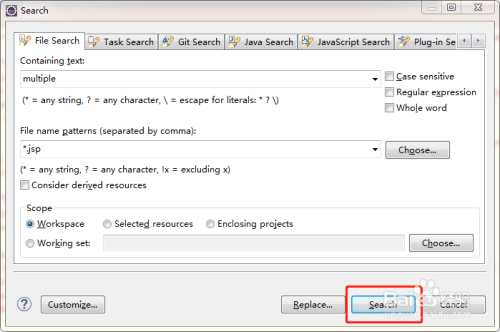 Search
File Search Task Search Git Search Java Search JavaScript Search Plug-in Se
Containing text:
multiple
Case sensitive
(* = any string, ? = any character, \ = escape for literals: * ? \)
Regular expression
Whole word
File name patterns (separated by comma):
*.jsp
Choose...
(* = any string, ? = any character, !x = excluding x)
Consider derived resources
Scope
Workspace Selected resources Enclosing projects
Working set: Choose...
? Customize... Replace... Search Cancel